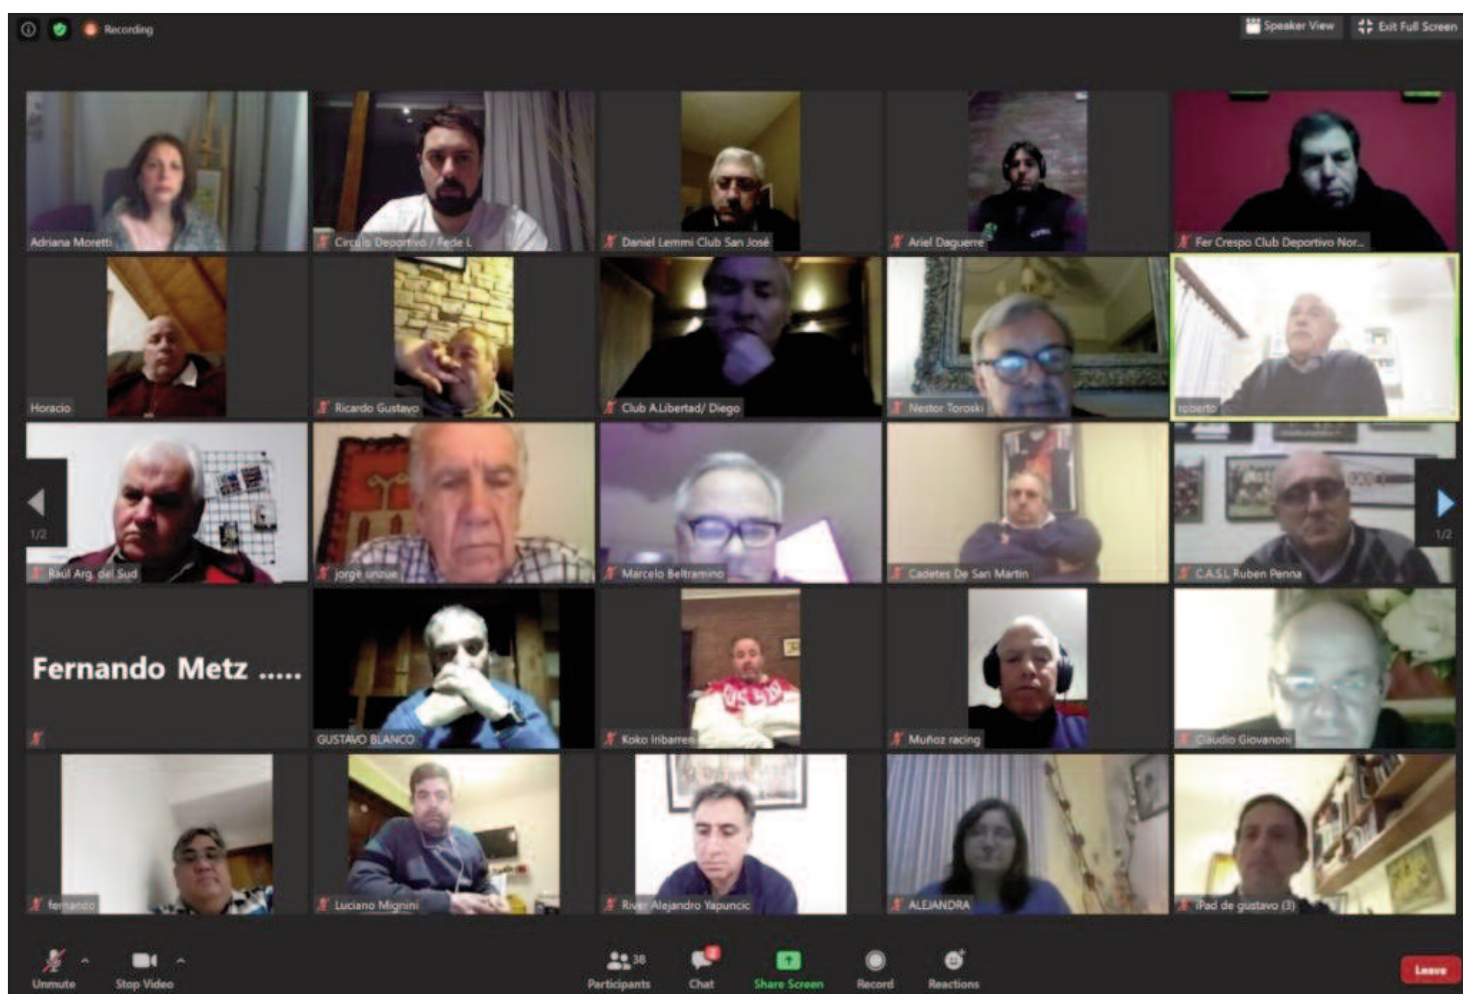 Recording
Speaker View
Exit Full Screen
Adriana Moretti
Circulo Deportivo / Fede L
Daniel Lemmi Club San José
Ariel Daguerre
Fer Crespo Club Deportivo Nor...
Horacio
Ricardo Gustavo
Club A.Libertad/ Diego
Nestor Toroski
roberto
1/2
1/2
Raúl Arg. del Sud
jorge unzue
Marcelo Beltramino
Cadetes De San Martin
C.A.S.L Ruben Penna
Fernando Metz .....
GUSTAVO BLANCO
Koko Iribarren
Muñoz racing
Claudio Giovanoni
fernando
Luciano Mignini
River Alejandro Yapuncic
ALEJANDRA
iPad de gustavo (3)
38
Unmute
Stop Video
Participants
Chat
Share Screen
Record
Reactions
Leave